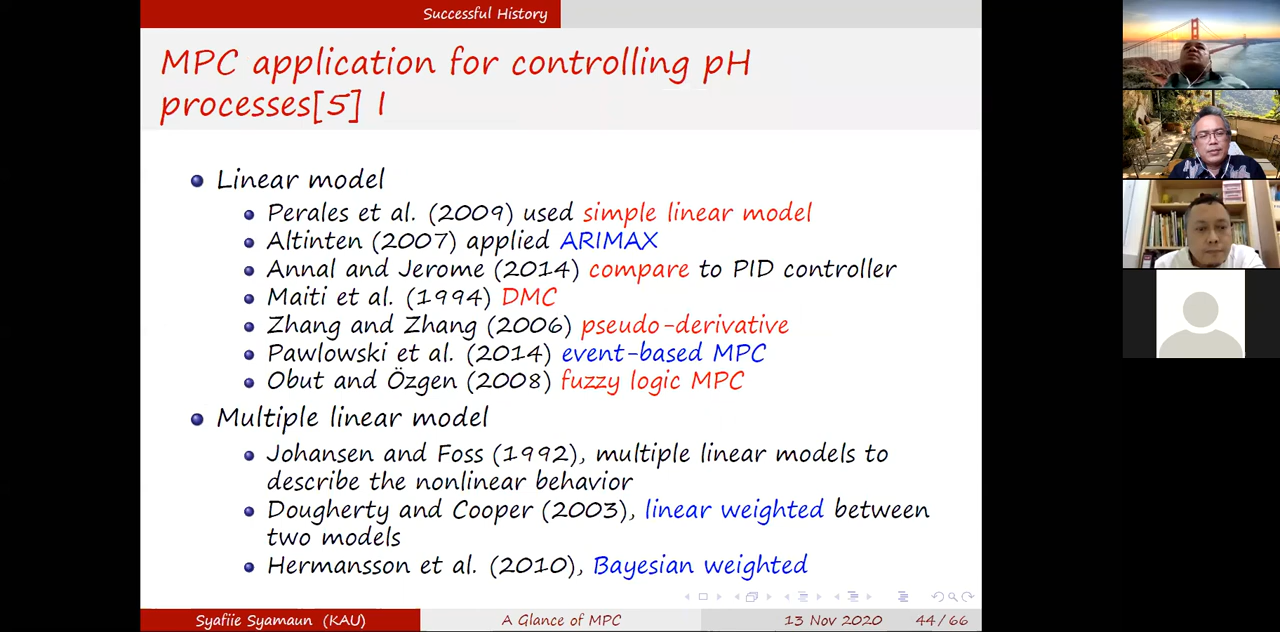 Successful History
MPC application for controlling pH
processes[5] I
Linear model
Perales et al. (2009) used simple linear model
Altinten (2007) applied ARIMAX
Annal and Jerome (2014) compare to PID controller
Maiti et al. (1994) DMC
Zhang and Zhang (2006) pseudo-derivative
Pawlowski et al. (2014) event-based MPC
Obut and Özgen (2008) fuzzy logic MPC
Multiple linear model
Johansen and Foss (1992), multiple linear models to
describe the nonlinear behavior
Dougherty and Cooper (2003), linear weighted between
two models
Hermansson et al. (2010), Bayesian weighted
Syafiie Syamaun (KAU)
A Glance of MPC
13 Nov 2020
44/66